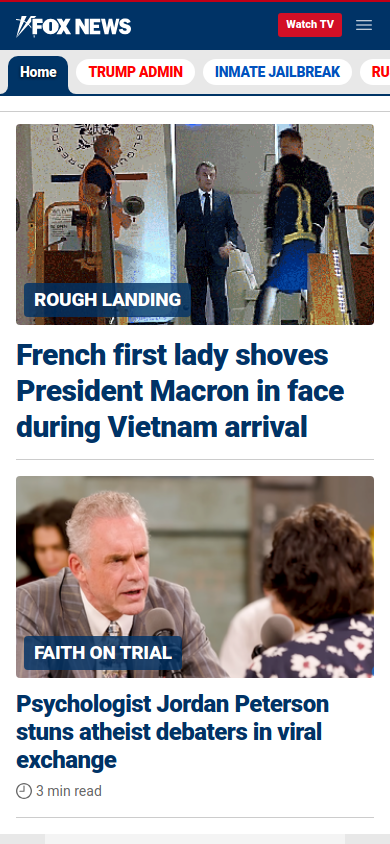 FOX NEWS
Watch TV
Home
TRUMP ADMIN
INMATE JAILBREAK
RU
ROUGH LANDING
French first lady shoves
President Macron in face
during Vietnam arrival
FAITH ON TRIAL
Psychologist Jordan Peterson
stuns atheist debaters in viral
exchange
3 min read